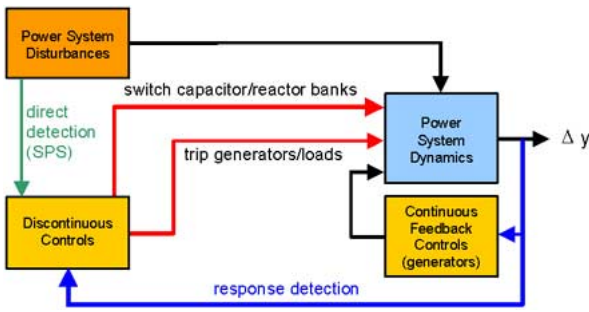 Power System
Disturbances
switch capacitor/reactor banks
direct
detection
(SPS)
trip generators/loads
Power
System
Dynamics
Δ y
Discontinuous
Controls
Continuous
Feedback
Controls
(generators)
response detection